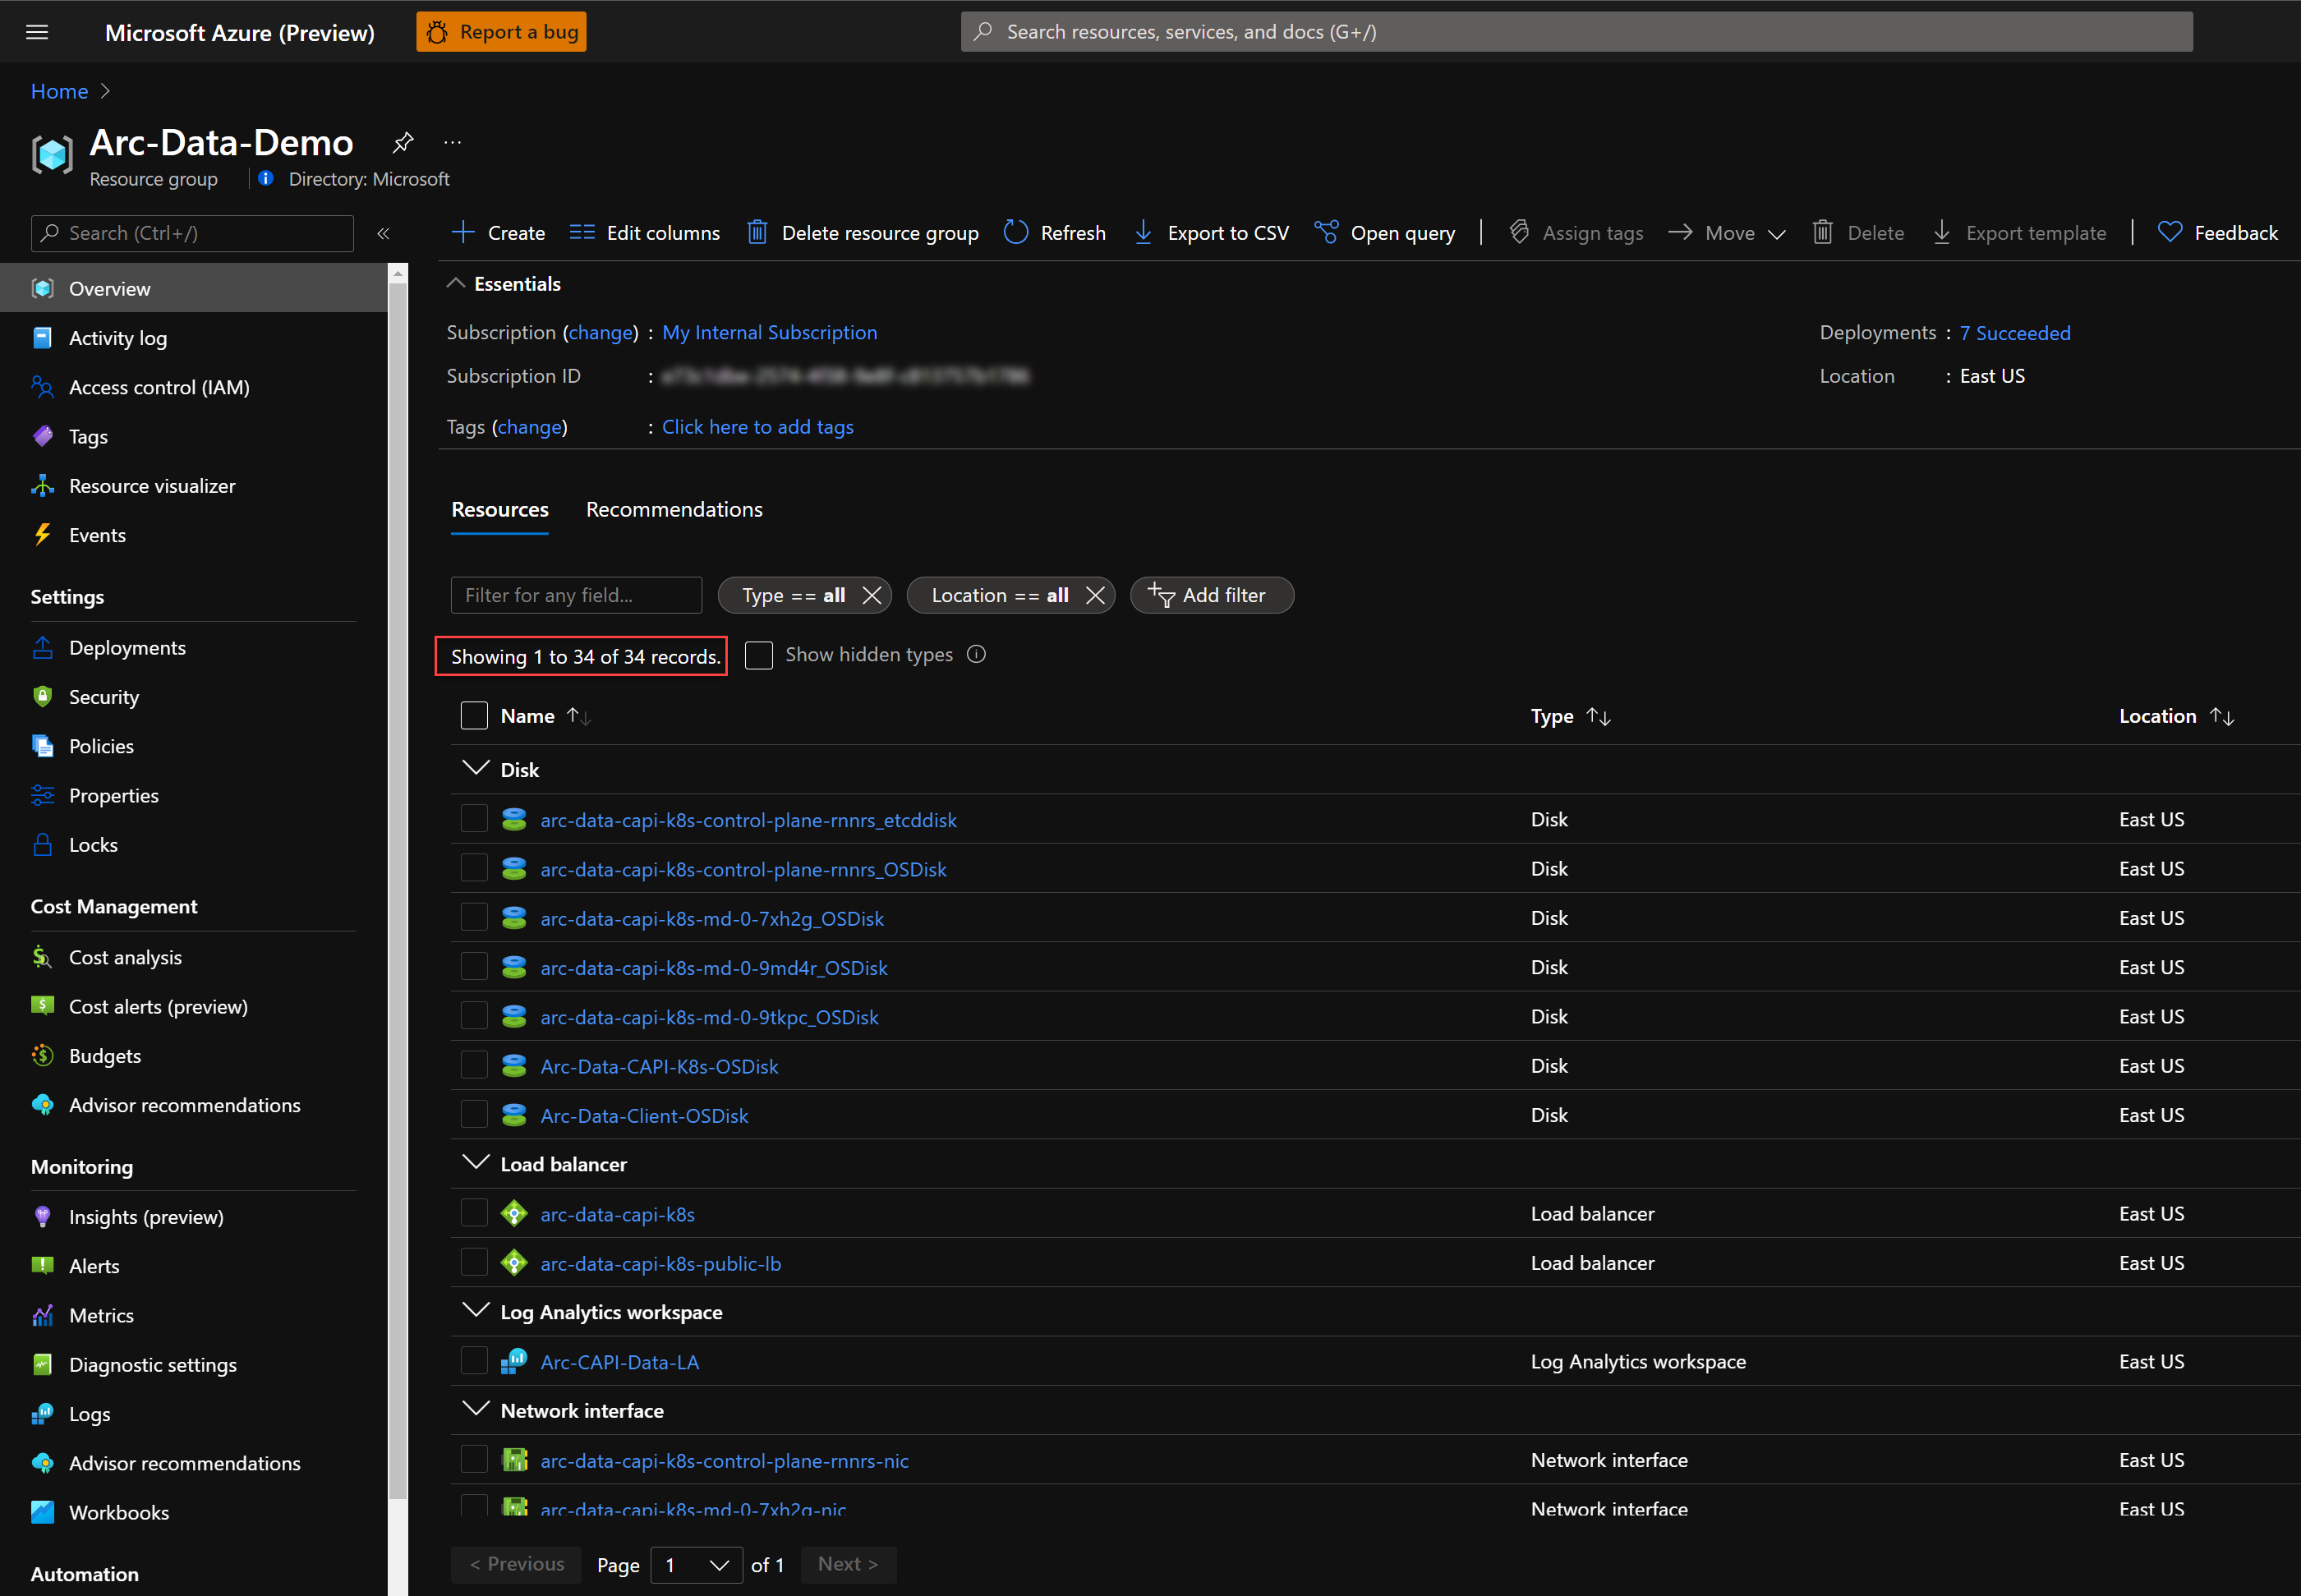 Microsoft Azure (Preview)
Report a bug
Search resources, services, and docs (G+/)
Home
Arc-Data-Demo
...
Resource group
Directory: Microsoft
Search (Ctrl+/)
«
Create
Edit columns
Delete resource group
Refresh
Export to CSV
Open query
Assign tags
Move
Delete
Export template
Feedback
Overview
Activity log
Access control (IAM)
Tags
Resource visualizer
Events
Settings
Deployments
Security
Policies
Properties
Locks
Cost Management
Cost analysis
Cost alerts (preview)
Budgets
Advisor recommendations
Monitoring
Insights (preview)
Alerts
Metrics
Diagnostic settings
Logs
Advisor recommendations
Workbooks
Automation
Essentials
Subscription (change) : My Internal Subscription
Deployments : 7 Succeeded
Subscription ID :
Location : East US
Tags (change) : Click here to add tags
Resources Recommendations
Filter for any field...
Type == all
Location == all
Add filter
Showing 1 to 34 of 34 records.
Show hidden types
Name Type Location
Disk
arc-data-capi-k8s-control-plane-rnnrs_etcddisk Disk East US
arc-data-capi-k8s-control-plane-rnnrs_OSDisk Disk East US
arc-data-capi-k8s-md-0-7xh2g_OSDisk Disk East US
arc-data-capi-k8s-md-0-9md4r_OSDisk Disk East US
arc-data-capi-k8s-md-0-9tkpc_OSDisk Disk East US
Arc-Data-CAPI-K8s-OSDisk Disk East US
Arc-Data-Client-OSDisk Disk East US
Load balancer
arc-data-capi-k8s Load balancer East US
arc-data-capi-k8s-public-lb Load balancer East US
Log Analytics workspace
Arc-CAPI-Data-LA Log Analytics workspace East US
Network interface
arc-data-capi-k8s-control-plane-rnnrs-nic Network interface East US
arc-data-capi-k8s-md-0-7xh2g-nic Network interface East US
< Previous Page 1 of 1 Next >